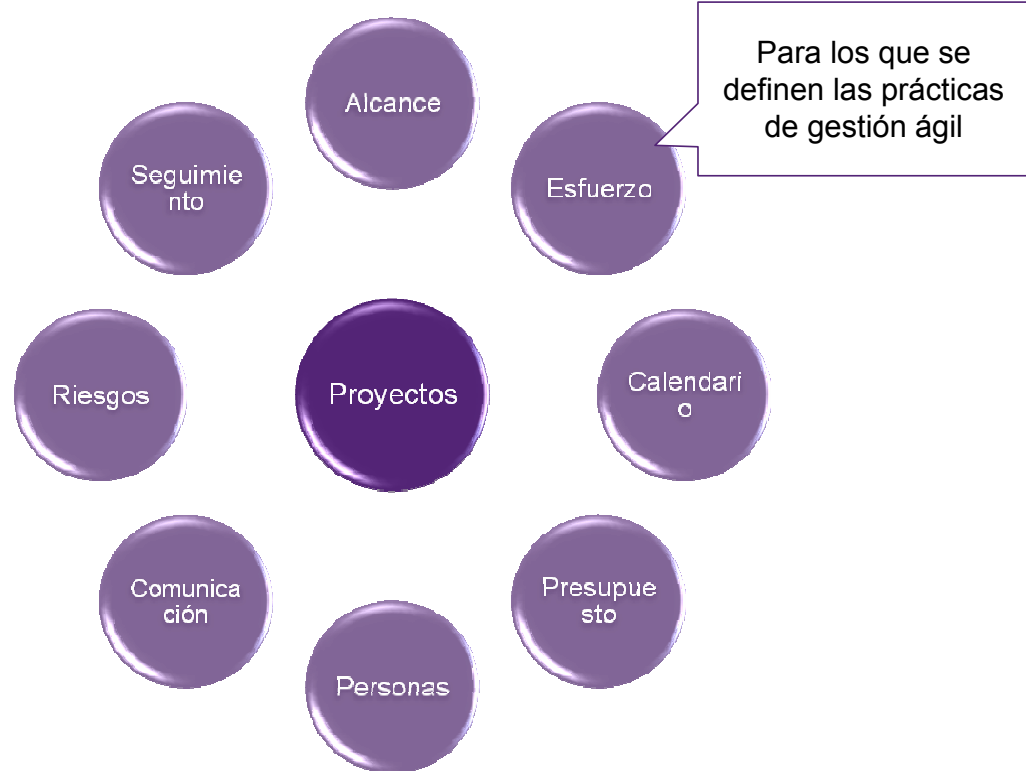 Para los que se
definen las prácticas
de gestión ágil
Alcance
Esfuerzo
Calendari
o
Presupue
sto
Personas
Comunica
ción
Riesgos
Seguimie
nto
Proyectos